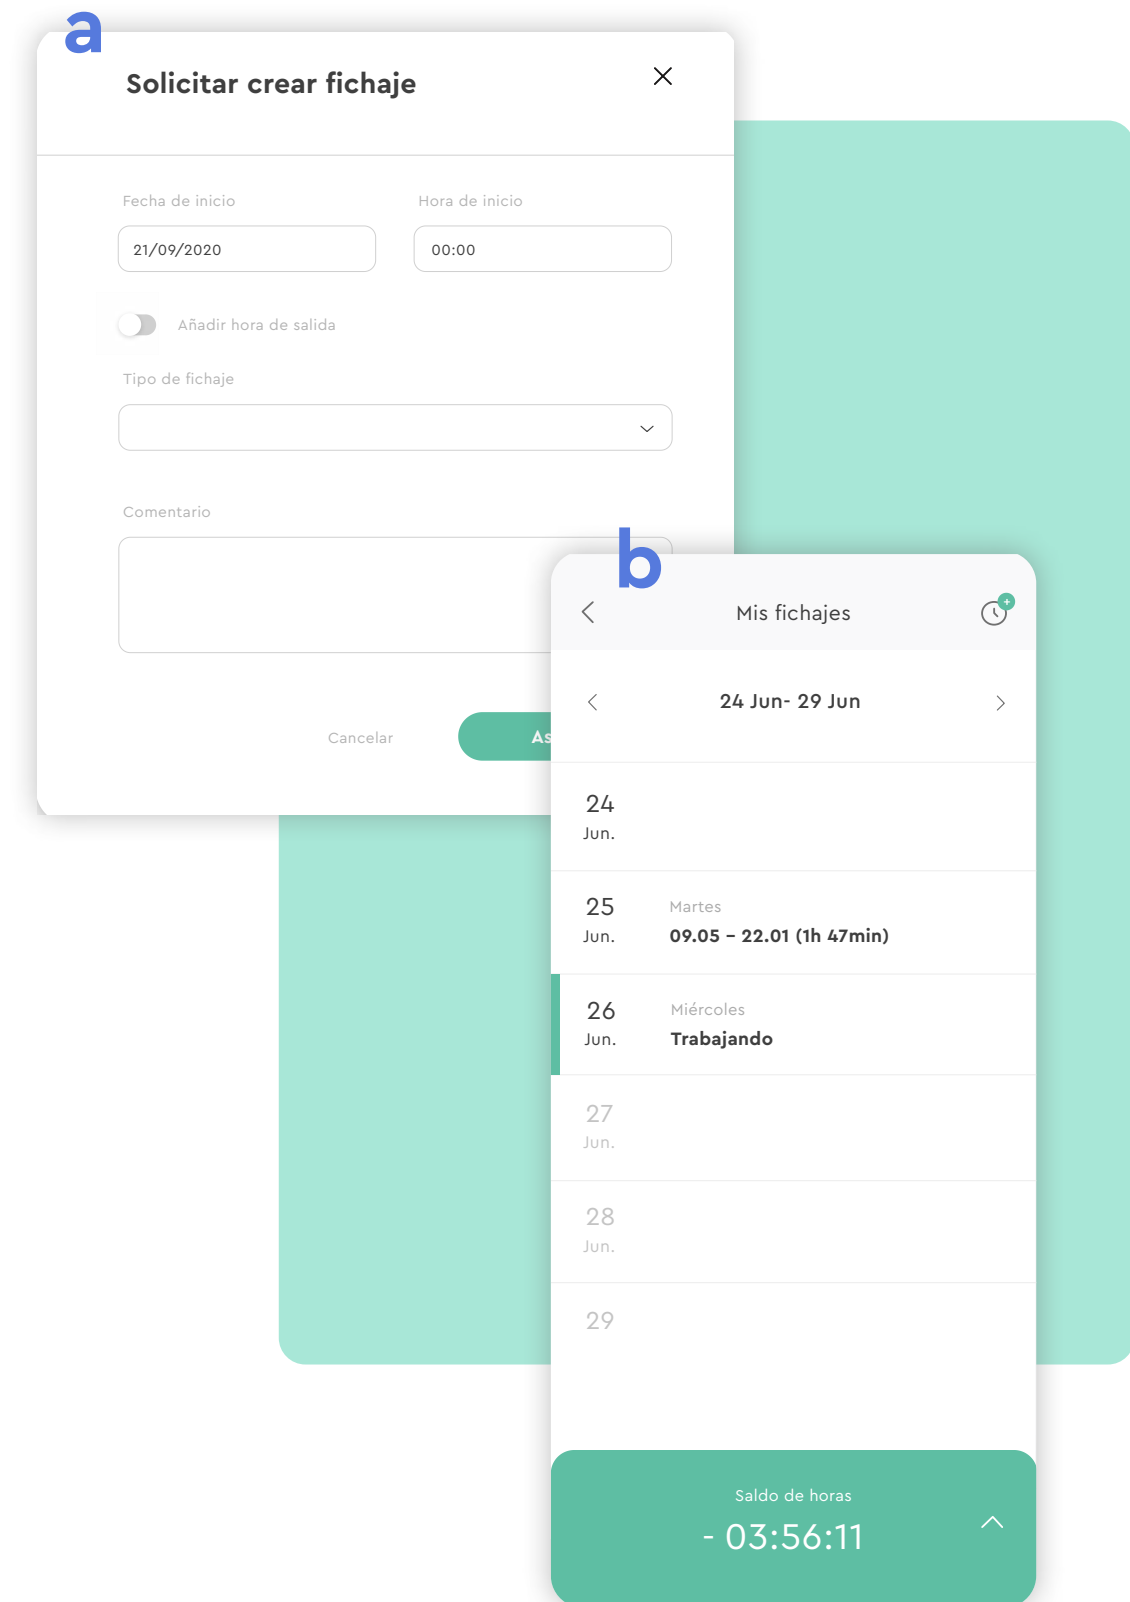 a
Solicitar crear fichaje
Fecha de inicio
Hora de inicio
21/09/2020
00:00
Añadir hora de salida
Tipo de fichaje
Comentario
Cancelar
As
b
Mis fichajes
24 Jun- 29 Jun
24
Jun.
25
Jun.
Martes
09.05 – 22.01 (1h 47min)
26
Jun.
Miércoles
Trabajando
27
Jun.
28
Jun.
29
Saldo de horas
- 03:56:11